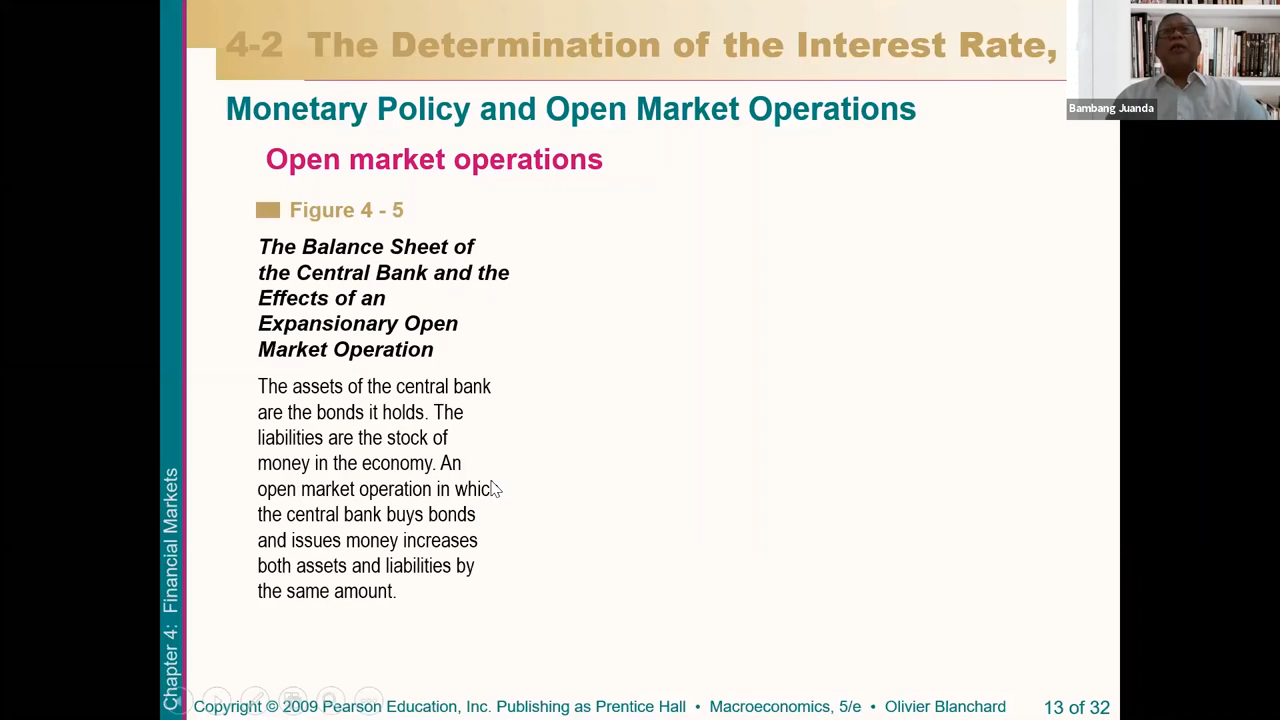 4-2 The Determination of the Interest Rate,
Bambang Juanda
Monetary Policy and Open Market Operations
Open market operations
Figure 4 - 5
The Balance Sheet of
the Central Bank and the
Effects of an
Expansionary Open
Market Operation
The assets of the central bank
are the bonds it holds. The
liabilities are the stock of
money in the economy. An
open market operation in which
the central bank buys bonds
and issues money increases
both assets and liabilities by
the same amount.
Chapter 4: Financial Markets
Copyright © 2009 Pearson Education, Inc. Publishing as Prentice Hall • Macroeconomics, 5/e • Olivier Blanchard
13 of 32